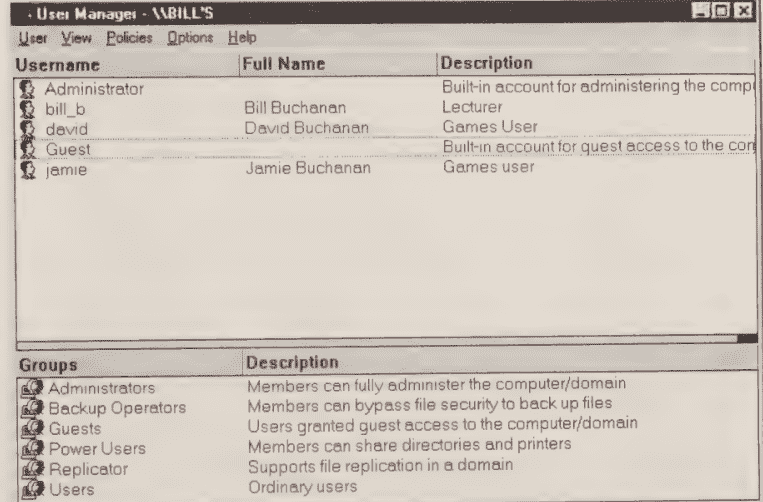 User Manager - \\BILL'S
User View Policies Options Help
Username Full Name Description
Administrator Built-in account for administering the comp
bill_b Bill Buchanan Lecturer
david David Buchanan Games User
Guest Built-in account for guest access to the con
jamie Jamie Buchanan Games user
Groups Description
Administrators Members can fully administer the computer/domain
Backup Operators Members can bypass file security to back up files
Guests Users granted guest access to the computer/domain
Power Users Members can share directories and printers
Replicator Supports file replication in a domain
Users Ordinary users